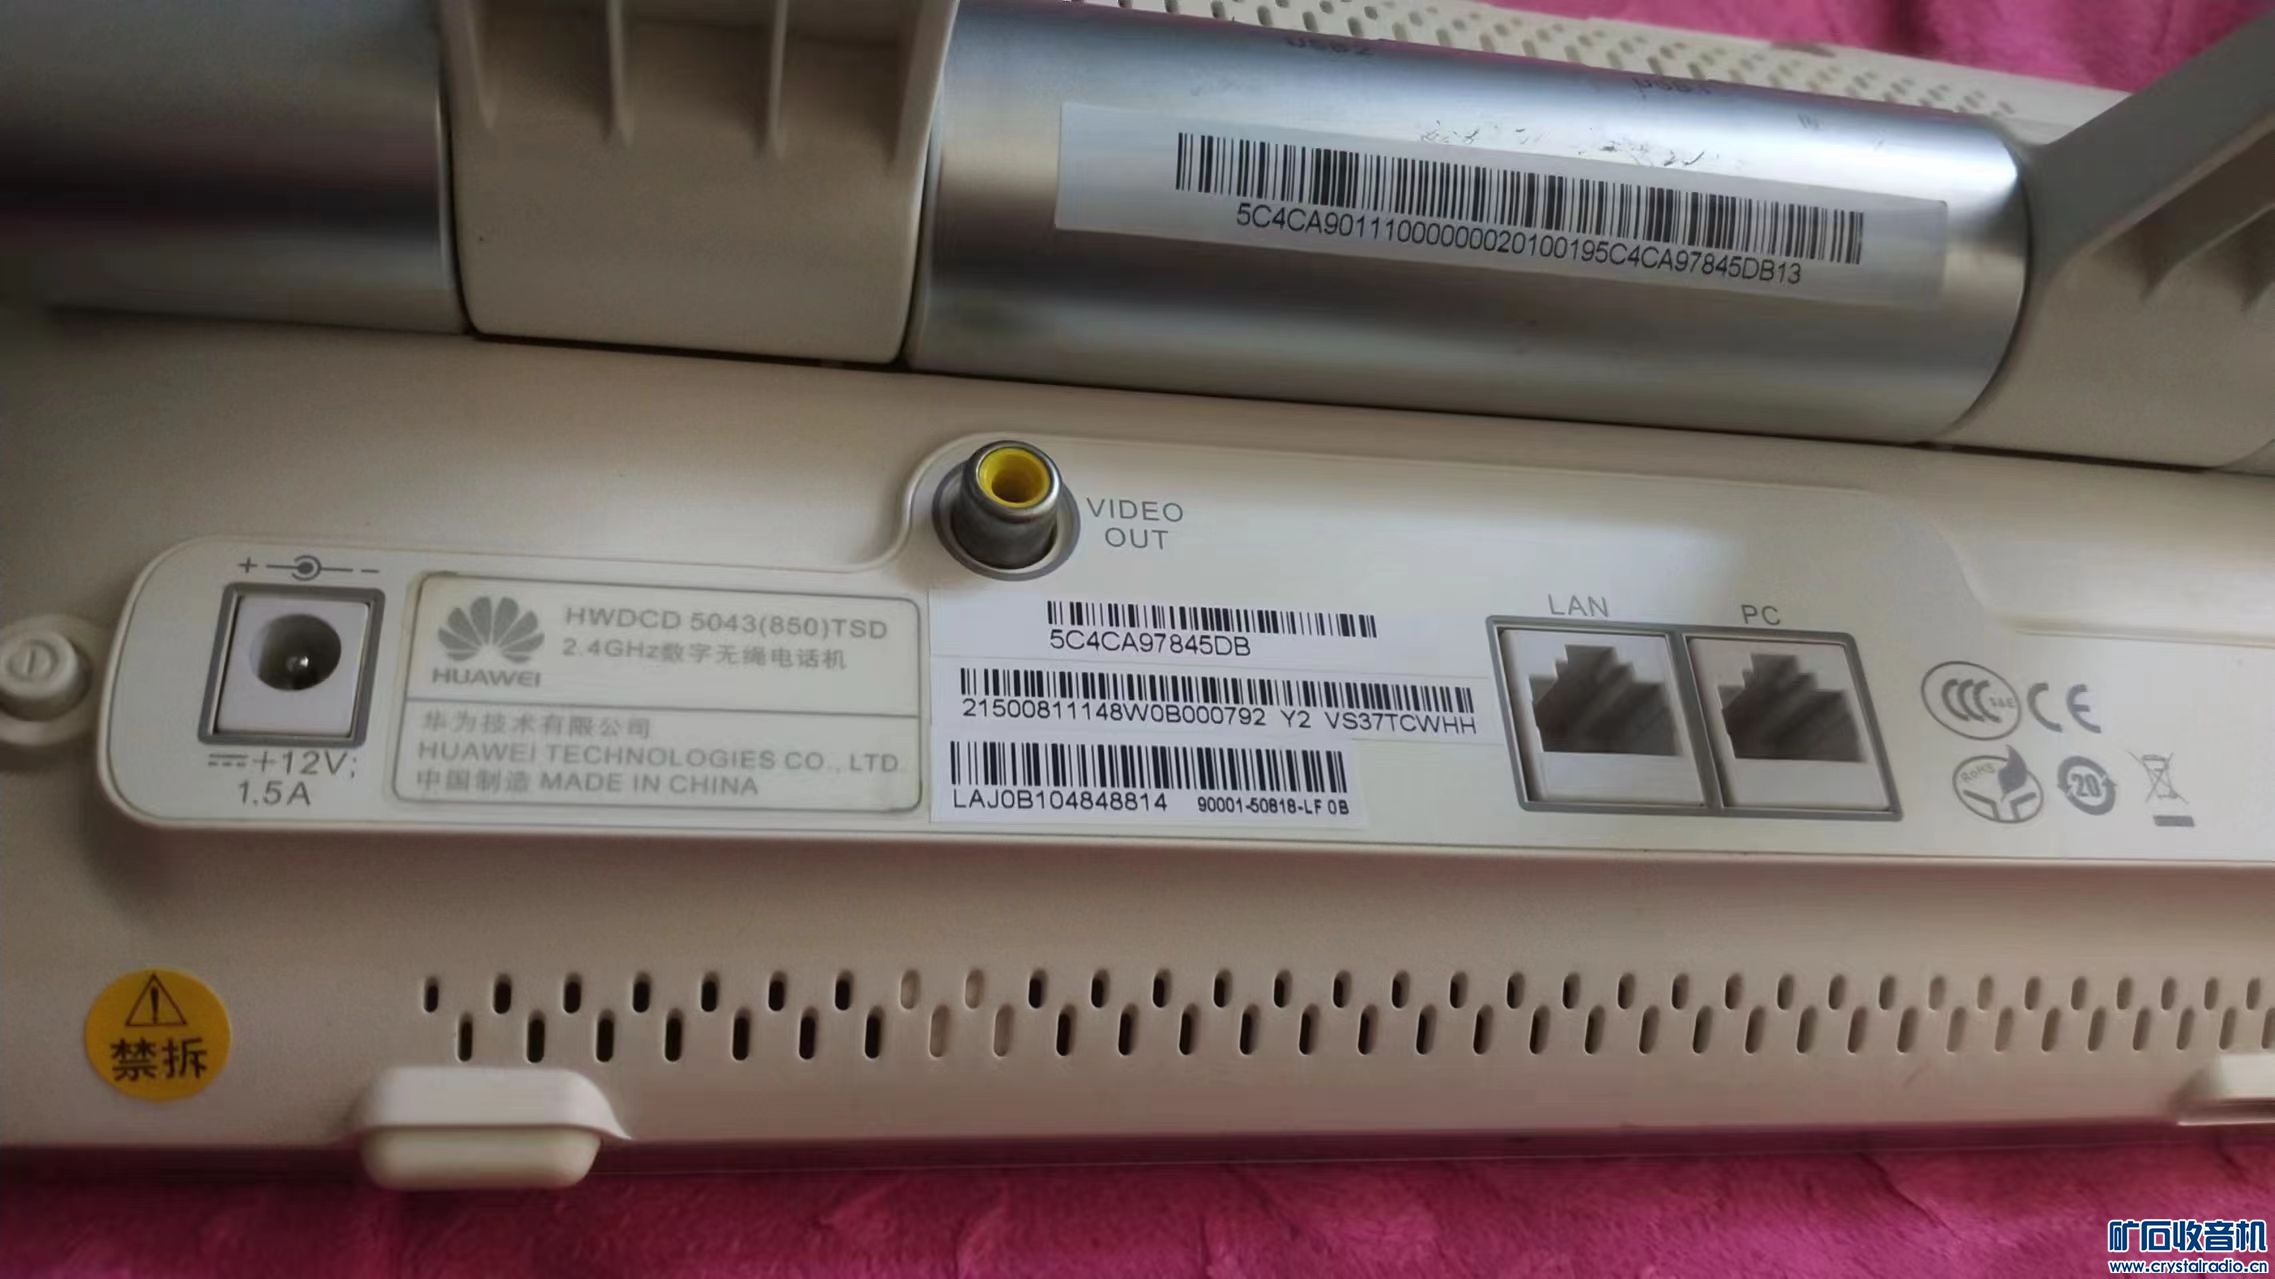 USB2
5C4CA90111000000020100195C4CA97845DB13
VIDEO
OUT
+ −
HWDCD 5043(850)TSD
2.4GHz数字无绳电话机
HUAWEI
华为技术有限公司
HUAWEI TECHNOLOGIES CO., LTD
中国制造 MADE IN CHINA
+12V;
1.5A
5C4CA97845DB
21500811148W0B000792 Y2 VS37TCWHH
LAJ0B104848814 90001-50818-LF 0B
LAN
PC
CCC S&E CE
RoHS
20
禁拆
矿石收音机
www.crystalradio.cn